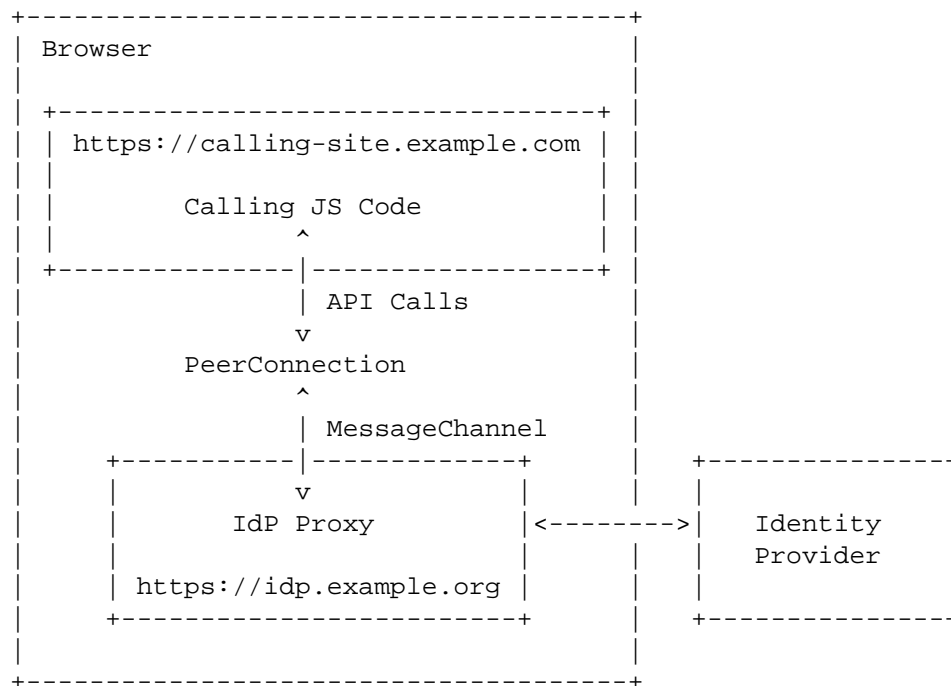 Browser
https://calling-site.example.com
Calling JS Code
API Calls
PeerConnection
MessageChannel
IdP Proxy
Identity
Provider
https://idp.example.org